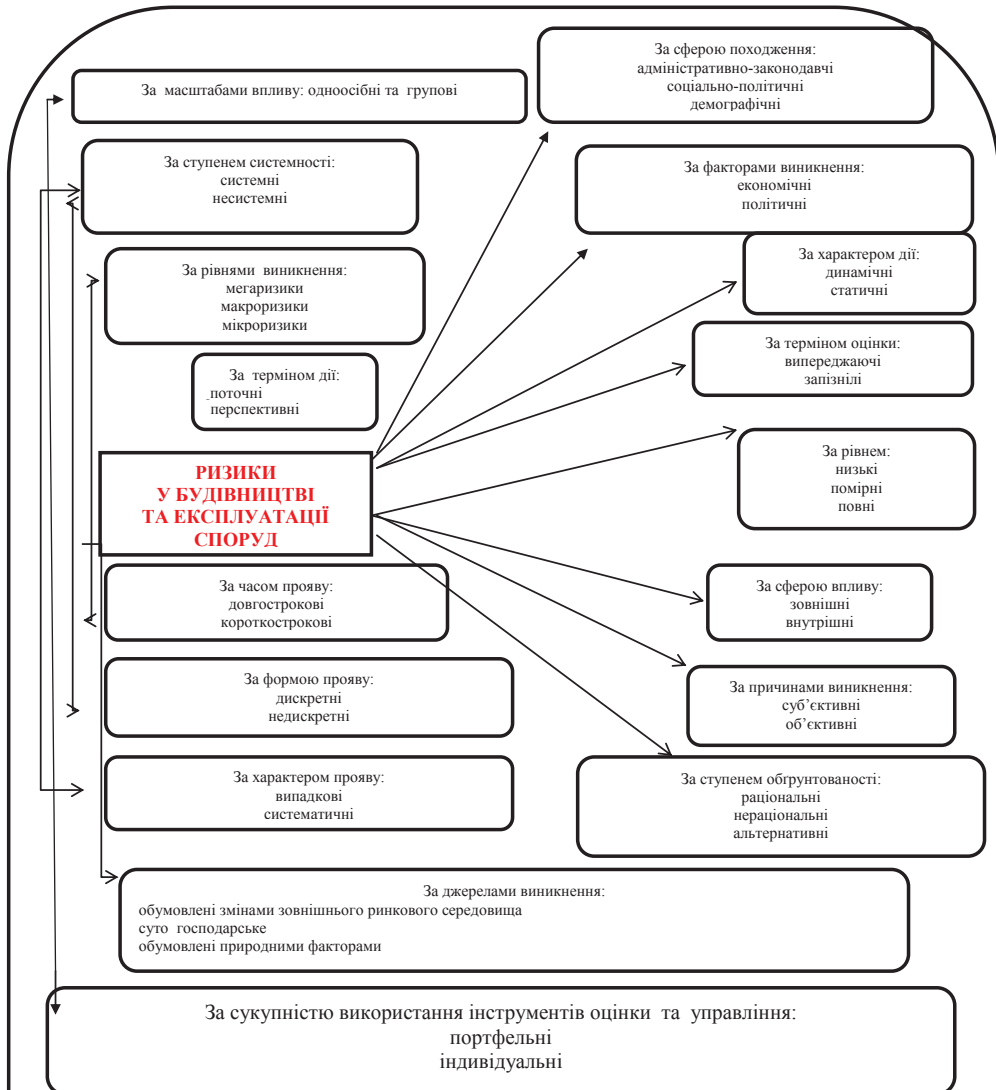 За сферою походження:
адміністративно-законодавчі
соціально-політичні
демографічні
За масштабами впливу: одноосібні та групові
За ступенем системності:
системні
несистемні
За факторами виникнення:
економічні
політичні
За рівнями виникнення:
мегаризики
макроризики
мікроризики
За характером дії:
динамічні
статичні
За терміном дії:
поточні
перспективні
За терміном оцінки:
випереджаючі
запізнілі
РИЗИКИ
У БУДІВНИЦТВІ
ТА ЕКСПЛУАТАЦІЇ
СПОРУД
За рівнем:
низькі
помірні
повні
За часом прояву:
довгострокові
короткострокові
За сферою впливу:
зовнішні
внутрішні
За формою прояву:
дискретні
недискретні
За причинами виникнення:
суб’єктивні
об’єктивні
За характером прояву:
випадкові
систематичні
За ступенем обґрунтованості:
раціональні
нераціональні
альтернативні
За джерелами виникнення:
обумовлені змінами зовнішнього ринкового середовища
суто господарське
обумовлені природними факторами
За сукупністю використання інструментів оцінки та управління:
портфельні
індивідуальні